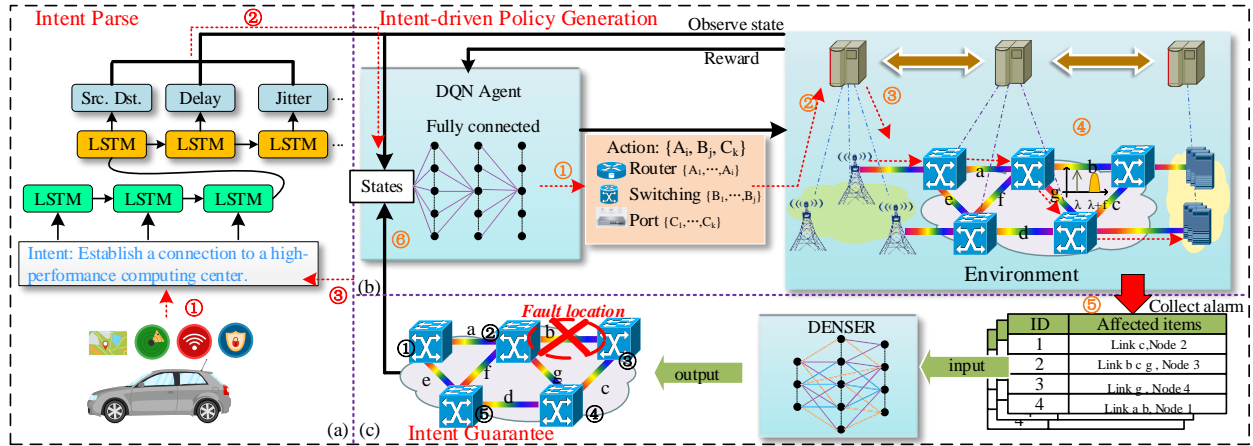 Intent Parse
②
Src. Dst.
Delay
Jitter
...
LSTM
LSTM
LSTM
LSTM
LSTM
LSTM
Intent: Establish a connection to a high-
performance computing center.
①
③
(a)
Intent-driven Policy Generation
Observe state
Reward
DQN Agent
Fully connected
States
⑥
①
Action: {Ai, Bj, Ck}
Router {A1,⋯,Ai}
Switching {B1,⋯,Bj}
Port {C1,⋯,Ck}
(b)
②
③
④
a
b
g
f
e
c
d
λ
λ+f
Environment
⑤
Collect alarm
ID
Affected items
1
Link c,Node 2
2
Link b c g , Node 3
3
Link g , Node 4
4
Link a b, Node 1
4
input
DENSER
output
Fault location
①
a
②
b
③
e
f
g
c
⑤
d
④
(c)
Intent Guarantee